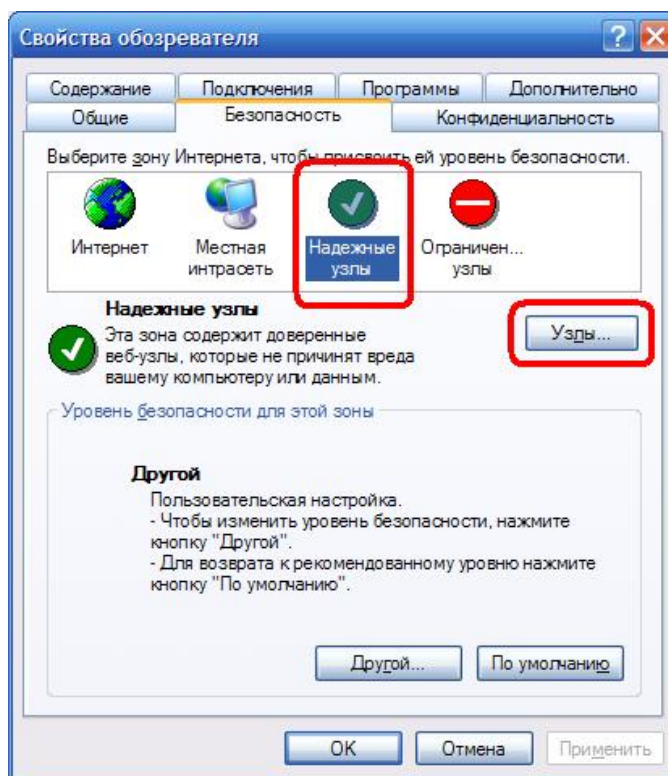 Свойства обозревателя
Содержание Подключения Программы Дополнительно
Общие Безопасность Конфиденциальность
Выберите зону Интернета, чтобы присвоить ей уровень безопасности.
Интернет Местная интрасеть Надежные узлы Ограничен... узлы
Надежные узлы
Эта зона содержит доверенные
веб-узлы, которые не причинят вреда
вашему компьютеру или данным.
Узлы...
Уровень безопасности для этой зоны
Другой
Пользовательская настройка.
- Чтобы изменить уровень безопасности, нажмите
кнопку "Другой".
- Для возврата к рекомендованному уровню нажмите
кнопку "По умолчанию".
Другой... По умолчанию
OK Отмена Применить